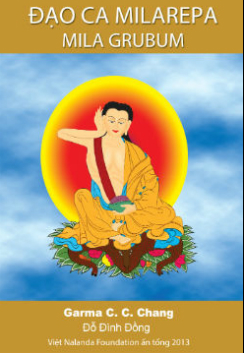 ĐẠO CA MILAREPA
MILA GRUBUM
Garma C. C. Chang
Đỗ Đình Đồng
Việt Nalanda Foundation ấn tống 2013